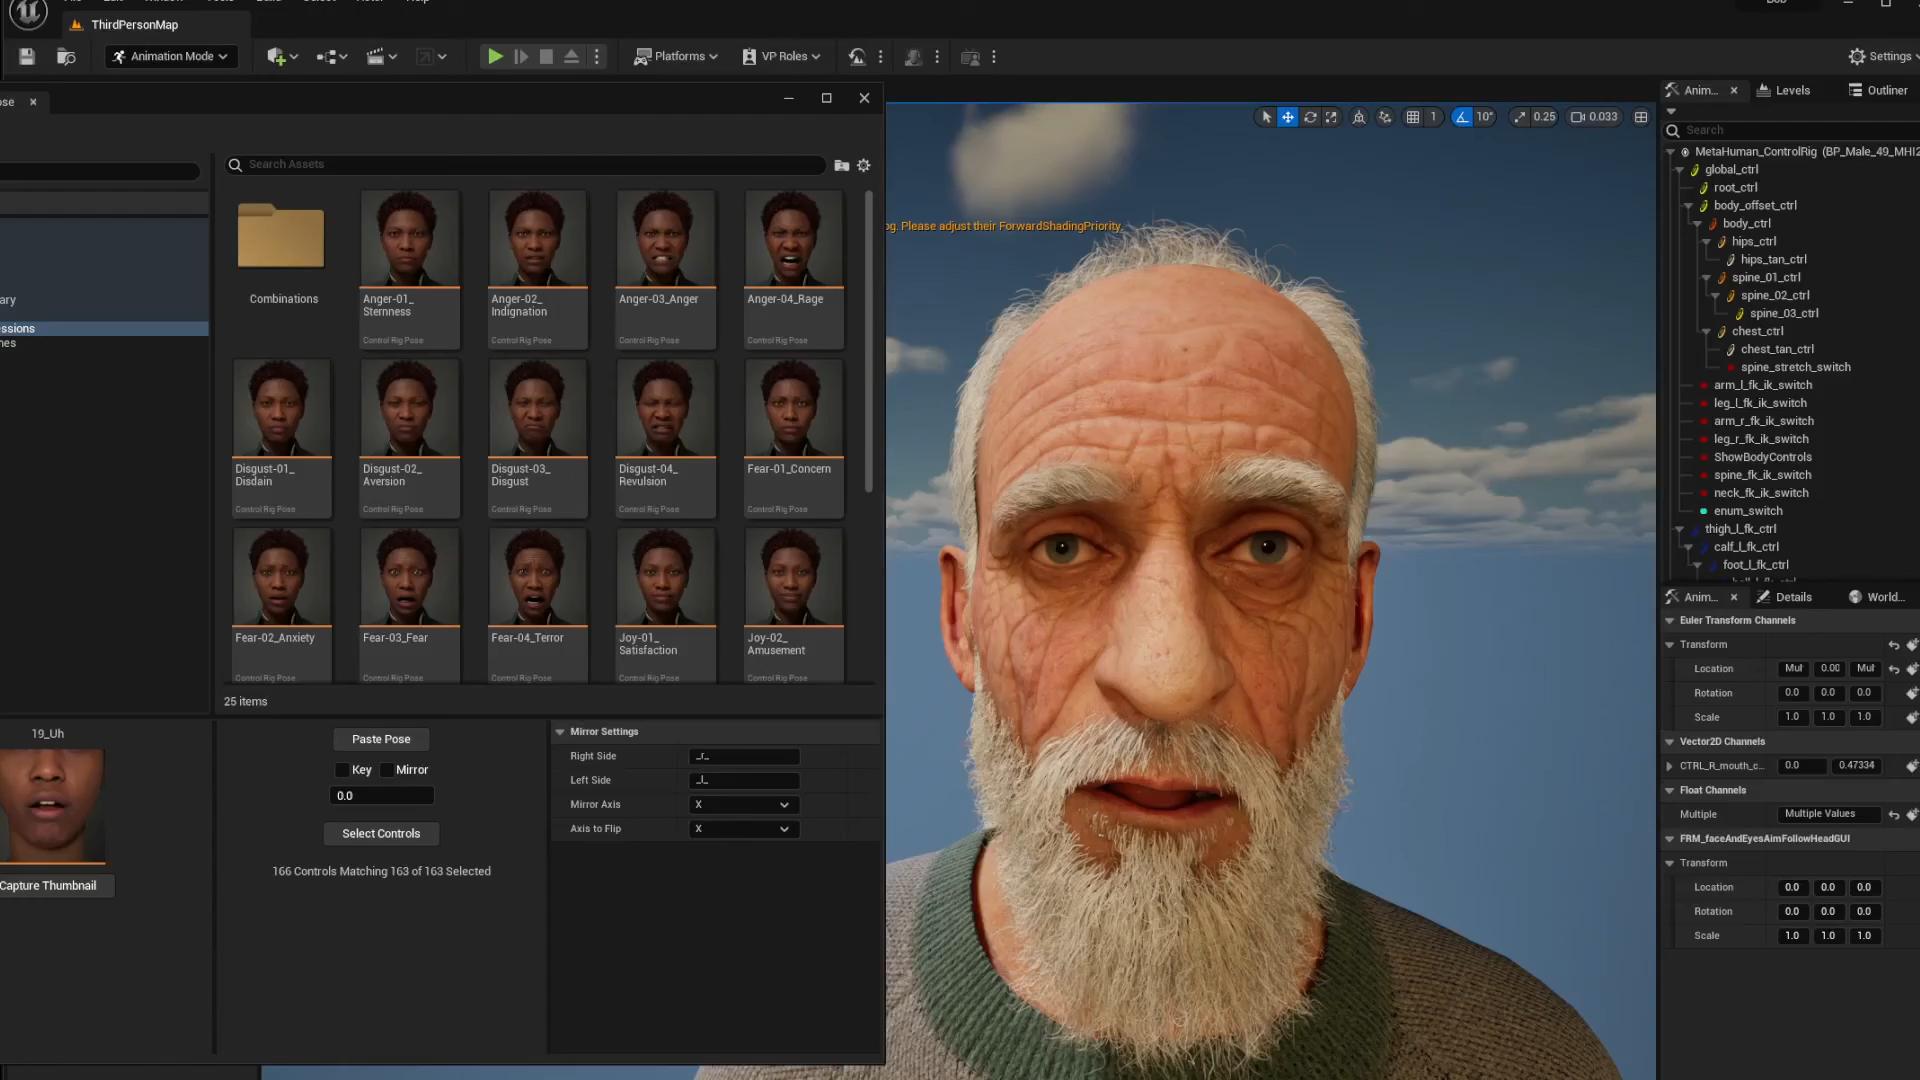 ThirdPersonMap
Animation Mode
Platforms
VP Roles
Settings
ose
Search Assets
Combinations
Anger-01_
Sternness
Control Rig Pose
Anger-02_
Indignation
Control Rig Pose
Anger-03_Anger
Control Rig Pose
Anger-04_Rage
Control Rig Pose
ary
essions
nes
Disgust-01_
Disdain
Control Rig Pose
Disgust-02_
Aversion
Control Rig Pose
Disgust-03_
Disgust
Control Rig Pose
Disgust-04_
Revulsion
Control Rig Pose
Fear-01_Concern
Control Rig Pose
Fear-02_Anxiety
Control Rig Pose
Fear-03_Fear
Control Rig Pose
Fear-04_Terror
Control Rig Pose
Joy-01_
Satisfaction
Control Rig Pose
Joy-02_
Amusement
Control Rig Pose
25 items
19_Uh
Capture Thumbnail
Paste Pose
Key Mirror
0.0
Select Controls
166 Controls Matching 163 of 163 Selected
Mirror Settings
Right Side _r_
Left Side _l_
Mirror Axis X
Axis to Flip X
1 10° 0.25 0.033
og. Please adjust their ForwardShadingPriority.
Anim... Levels Outliner
Search
MetaHuman_ControlRig (BP_Male_49_MHI2
global_ctrl
root_ctrl
body_offset_ctrl
body_ctrl
hips_ctrl
hips_tan_ctrl
spine_01_ctrl
spine_02_ctrl
spine_03_ctrl
chest_ctrl
chest_tan_ctrl
spine_stretch_switch
arm_l_fk_ik_switch
leg_l_fk_ik_switch
arm_r_fk_ik_switch
leg_r_fk_ik_switch
ShowBodyControls
spine_fk_ik_switch
neck_fk_ik_switch
enum_switch
thigh_l_fk_ctrl
calf_l_fk_ctrl
foot_l_fk_ctrl
Anim... Details World...
Euler Transform Channels
Transform
Location Mul 0.00 Mul
Rotation 0.0 0.0 0.0
Scale 1.0 1.0 1.0
Vector2D Channels
CTRL_R_mouth_c... 0.0 0.47334
Float Channels
Multiple Multiple Values
FRM_faceAndEyesAimFollowHeadGUI
Transform
Location 0.0 0.0 0.0
Rotation 0.0 0.0 0.0
Scale 1.0 1.0 1.0